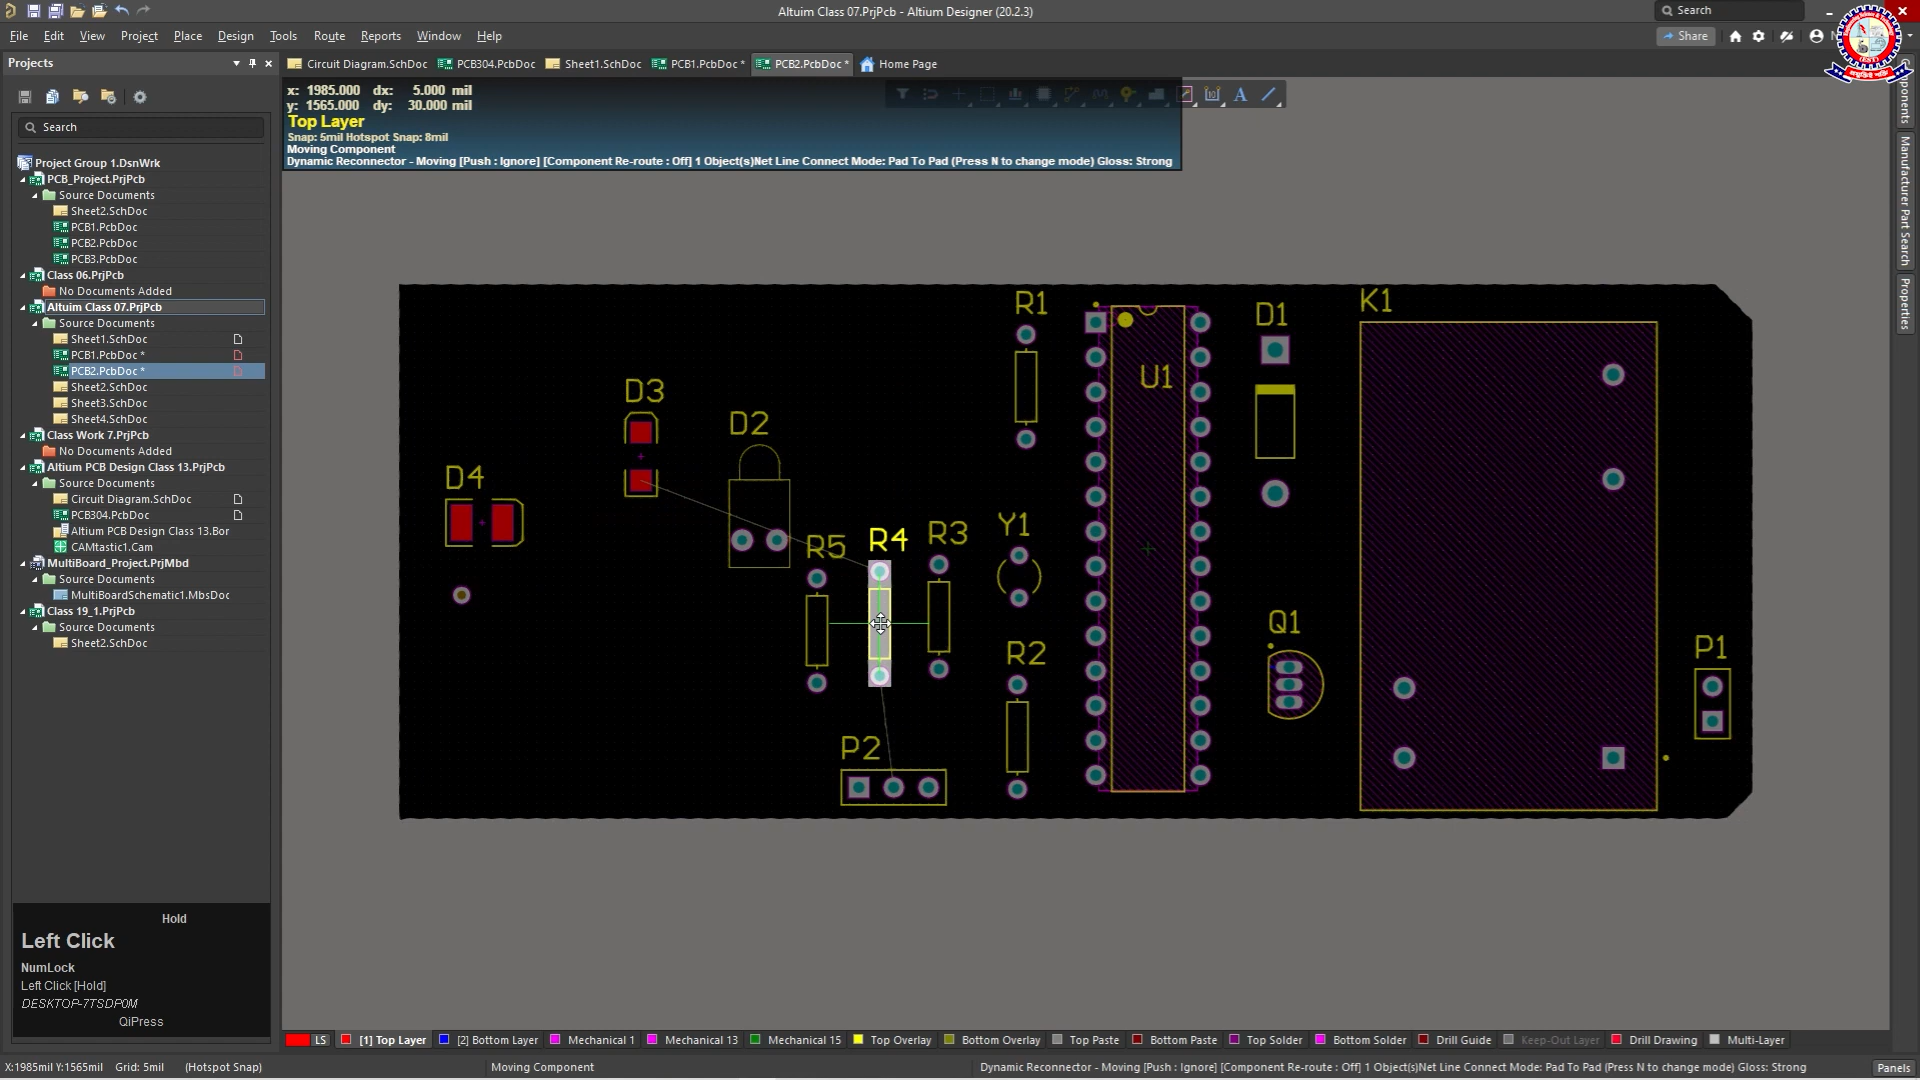 Altuim Class 07.PrjPcb - Altium Designer (20.2.3)
Search
File Edit View Project Place Design Tools Route Reports Window Help
Share
Projects
Circuit Diagram.SchDoc PCB304.PcbDoc Sheet1.SchDoc PCB1.PcbDoc * PCB2.PcbDoc * Home Page
x: 1985.000 dx: 5.000 mil
y: 1565.000 dy: 30.000 mil
Top Layer
Snap: 5mil Hotspot Snap: 8mil
Moving Component
Dynamic Reconnector - Moving [Push : Ignore] [Component Re-route : Off] 1 Object(s)Net Line Connect Mode: Pad To Pad (Press N to change mode) Gloss: Strong
Search
Project Group 1.DsnWrk
PCB_Project.PrjPcb
Source Documents
Sheet2.SchDoc
PCB1.PcbDoc
PCB2.PcbDoc
PCB3.PcbDoc
Class 06.PrjPcb
No Documents Added
Altuim Class 07.PrjPcb
Source Documents
Sheet1.SchDoc
PCB1.PcbDoc *
PCB2.PcbDoc *
Sheet2.SchDoc
Sheet3.SchDoc
Sheet4.SchDoc
Class Work 7.PrjPcb
No Documents Added
Altium PCB Design Class 13.PrjPcb
Source Documents
Circuit Diagram.SchDoc
PCB304.PcbDoc
Altium PCB Design Class 13.Bor
CAMtastic1.Cam
MultiBoard_Project.PrjMbd
Source Documents
MultiBoardSchematic1.MbsDoc
Class 19_1.PrjPcb
Source Documents
Sheet2.SchDoc
Hold
Left Click
NumLock
Left Click [Hold]
DESKTOP-7TSDP0M
QiPress
R1
D1
K1
U1
D3
D2
D4
R5
R4
R3
Y1
R2
Q1
P1
P2
Manufacturer Part Search
Properties
LS [1] Top Layer [2] Bottom Layer Mechanical 1 Mechanical 13 Mechanical 15 Top Overlay Bottom Overlay Top Paste Bottom Paste Top Solder Bottom Solder Drill Guide Keep-Out Layer Drill Drawing Multi-Layer
X:1985mil Y:1565mil Grid: 5mil (Hotspot Snap) Moving Component Dynamic Reconnector - Moving [Push : Ignore] [Component Re-route : Off] 1 Object(s)Net Line Connect Mode: Pad To Pad (Press N to change mode) Gloss: Strong Panels